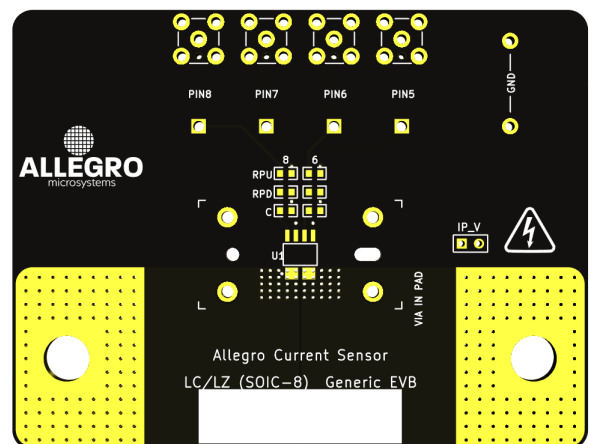 PIN8 PIN7 PIN6 PIN5
GND
ALLEGRO
microsystems
8 6
RPU
RPD
C
IP_V
U1
VIA IN PAD
Allegro Current Sensor
LC/LZ (SOIC-8) Generic EVB